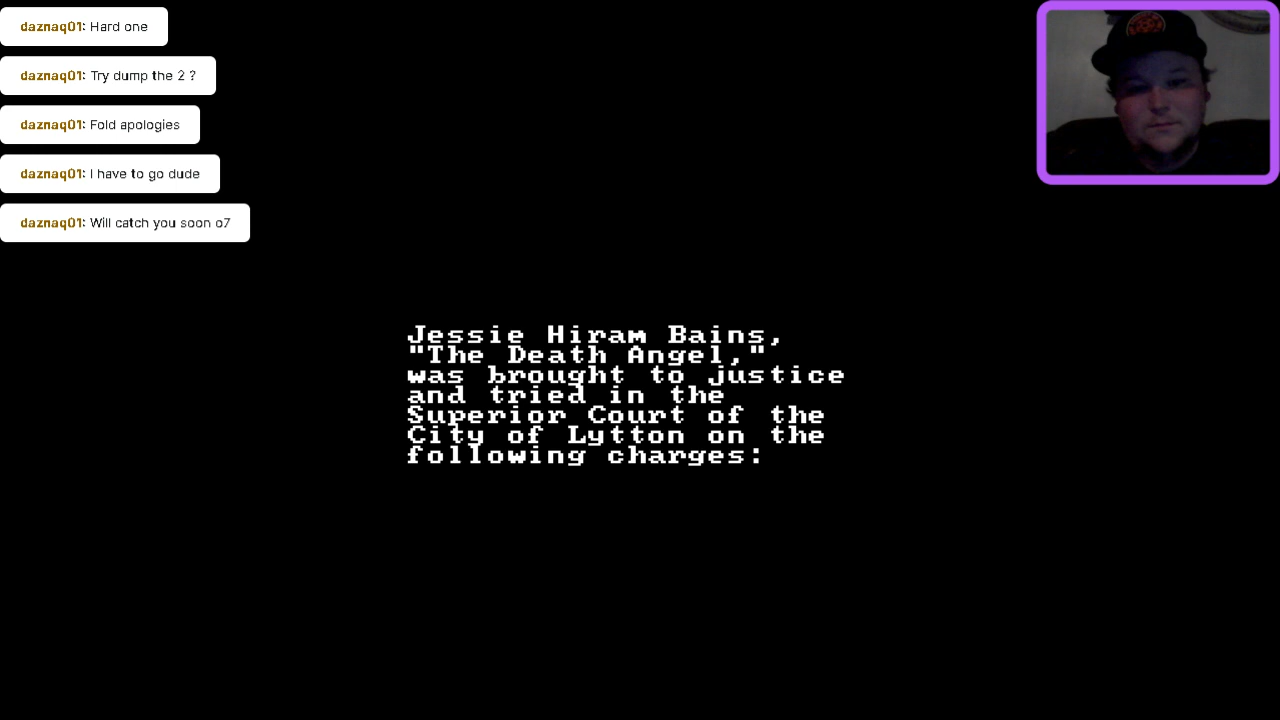 daznaq01: Hard one
daznaq01: Try dump the 2 ?
daznaq01: Fold apologies
daznaq01: I have to go dude
daznaq01: Will catch you soon o7
Jessie Hiram Bains,
"The Death Angel,"
was brought to justice
and tried in the
Superior Court of the
City of Lytton on the
following charges: